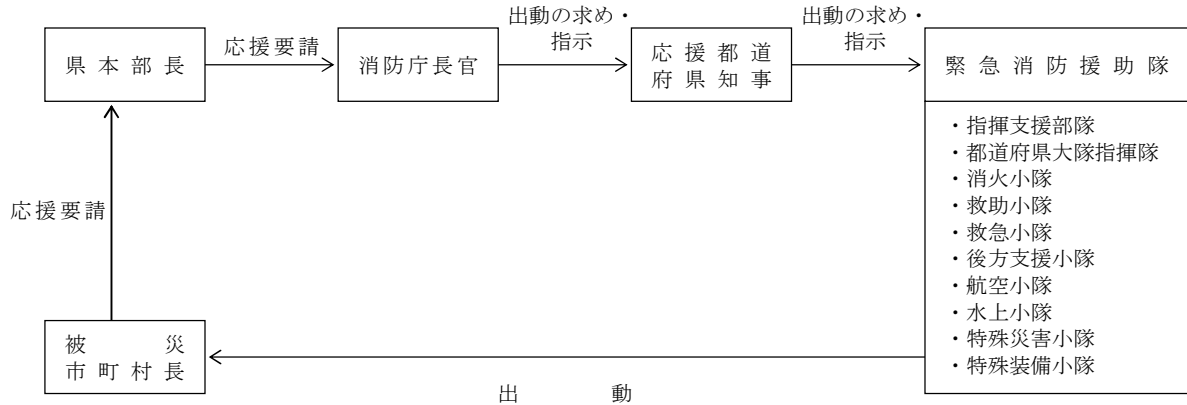 出動の求め・
指示
出動の求め・
指示
応援要請
県本部長
消防庁長官
応援都道
府県知事
緊急消防援助隊
・指揮支援部隊
・都道府県大隊指揮隊
・消火小隊
・救助小隊
・救急小隊
・後方支援小隊
・航空小隊
・水上小隊
・特殊災害小隊
・特殊装備小隊
応援要請
被災
市町村長
出動